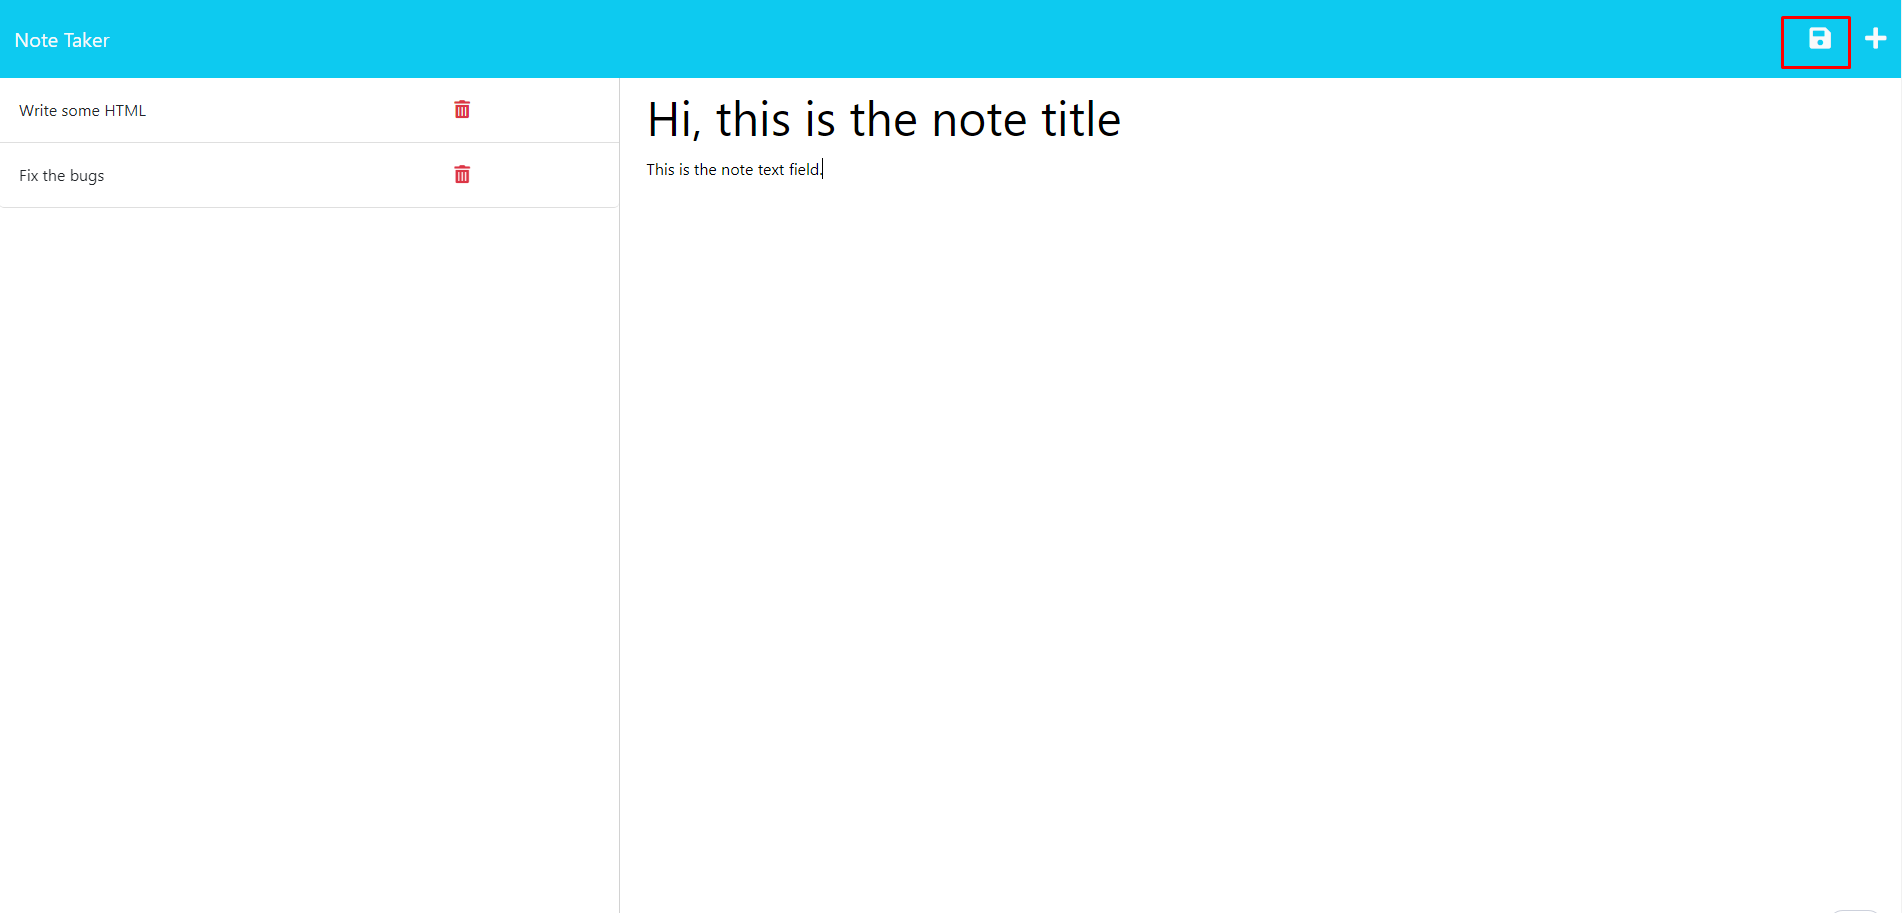 Note Taker
Write some HTML
Fix the bugs
Hi, this is the note title
This is the note text field.